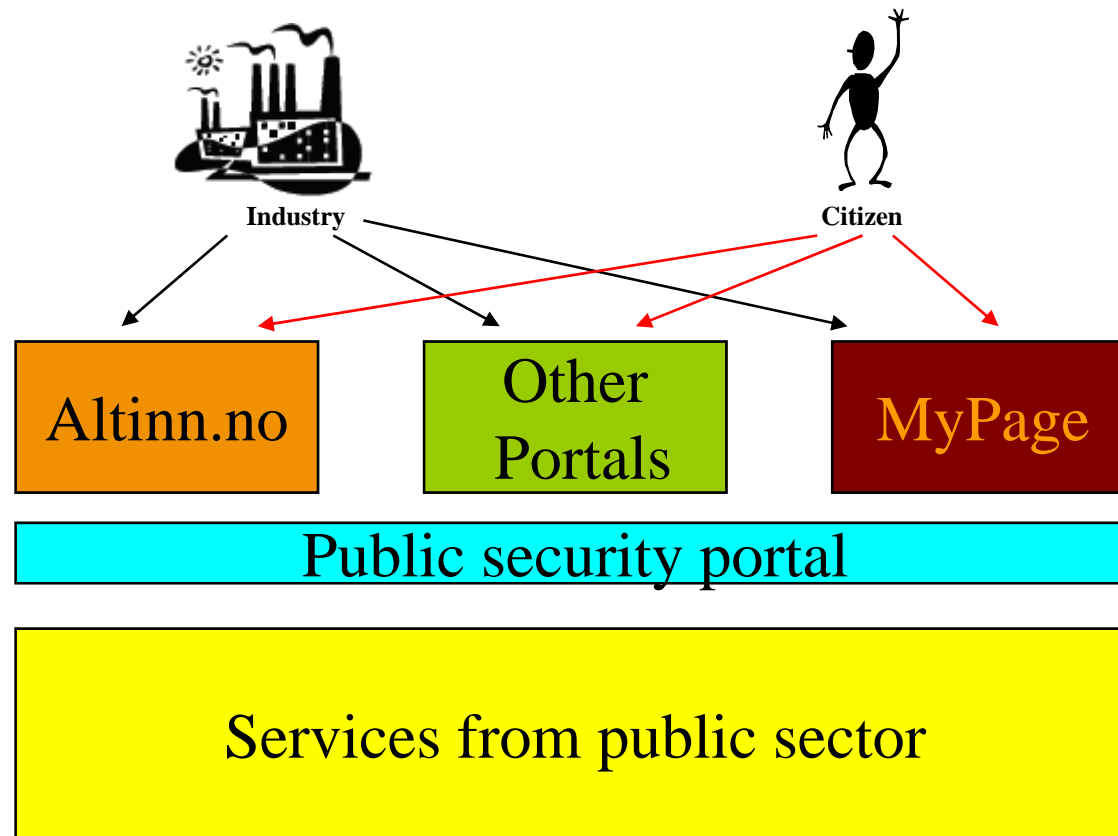 Industry
Citizen
Altinn.no
Other
Portals
MyPage
Public security portal
Services from public sector